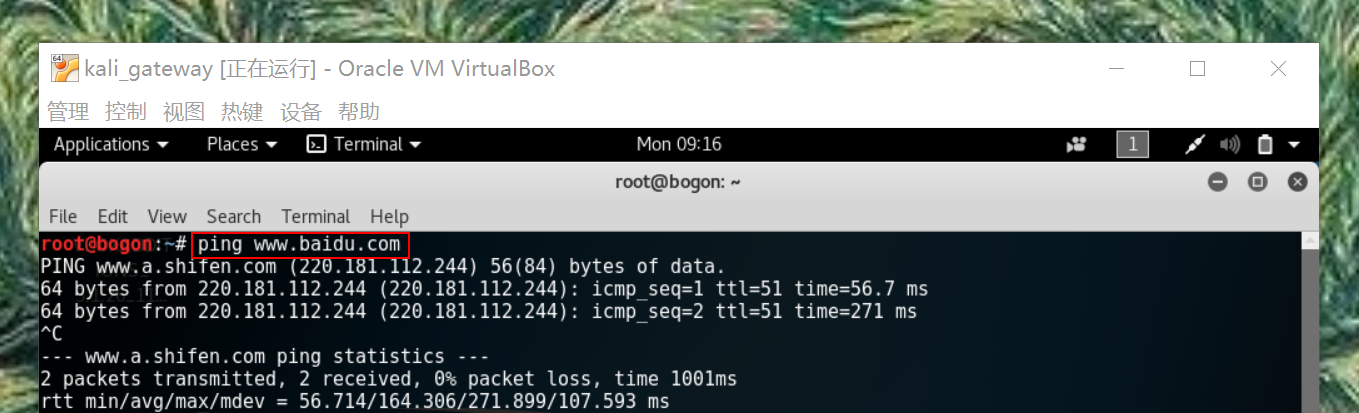 kali_gateway [正在运行] - Oracle VM VirtualBox
管理 控制 视图 热键 设备 帮助
Applications Places Terminal Mon 09:16 1
root@bogon: ~
File Edit View Search Terminal Help
root@bogon:~# ping www.baidu.com
PING www.a.shifen.com (220.181.112.244) 56(84) bytes of data.
64 bytes from 220.181.112.244 (220.181.112.244): icmp_seq=1 ttl=51 time=56.7 ms
64 bytes from 220.181.112.244 (220.181.112.244): icmp_seq=2 ttl=51 time=271 ms
^C
--- www.a.shifen.com ping statistics ---
2 packets transmitted, 2 received, 0% packet loss, time 1001ms
rtt min/avg/max/mdev = 56.714/164.306/271.899/107.593 ms